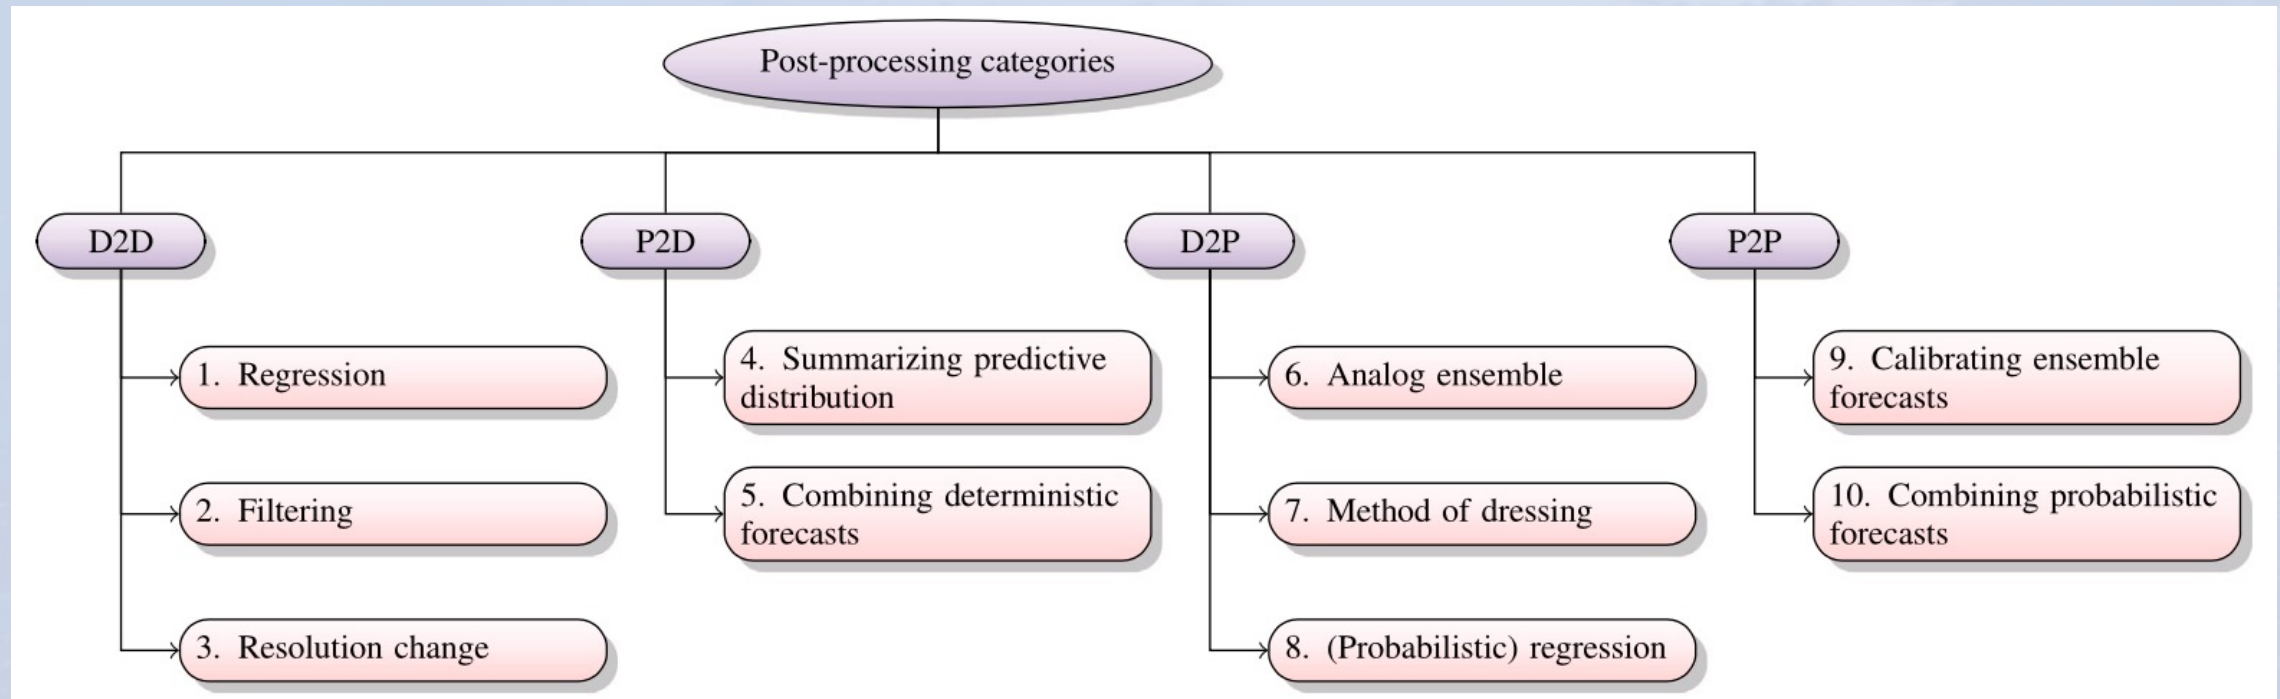 Post-processing categories
D2D
P2D
D2P
P2P
1. Regression
2. Filtering
3. Resolution change
4. Summarizing predictive
distribution
5. Combining deterministic
forecasts
6. Analog ensemble
7. Method of dressing
8. (Probabilistic) regression
9. Calibrating ensemble
forecasts
10. Combining probabilistic
forecasts